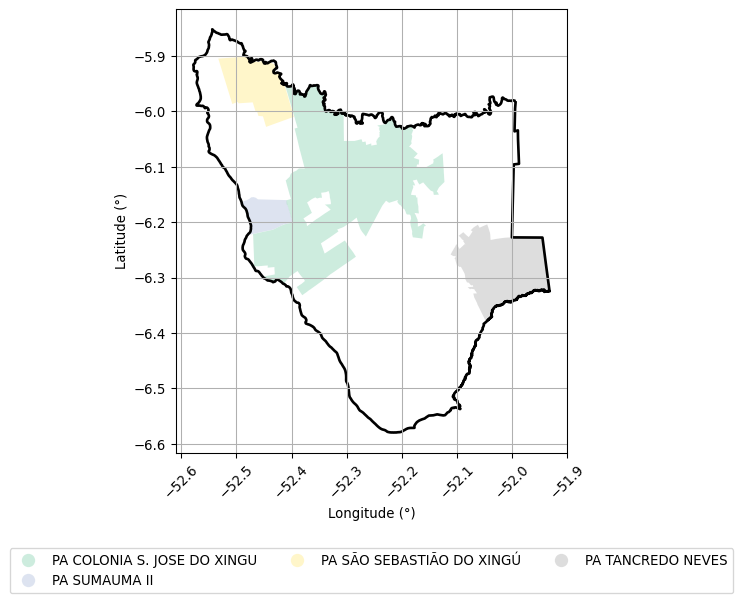 −5.9
−6.0
−6.1
−6.2
−6.3
−6.4
−6.5
−6.6
Latitude (°)
−52.6 −52.5 −52.4 −52.3 −52.2 −52.1 −52.0 −51.9
Longitude (°)
PA COLONIA S. JOSE DO XINGU PA SÃO SEBASTIÃO DO XINGÚ PA TANCREDO NEVES
PA SUMAUMA II